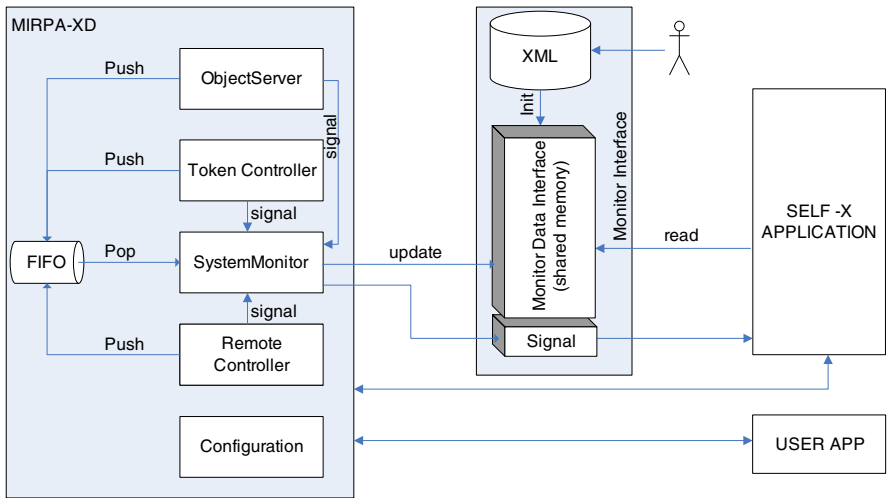 MIRPA-XD
Push
ObjectServer
signal
Push
Token Controller
signal
FIFO
Pop
SystemMonitor
signal
Push
Remote
Controller
Configuration
update
XML
Init
Monitor Data Interface
(shared memory)
Monitor Interface
Signal
read
SELF -X
APPLICATION
USER APP